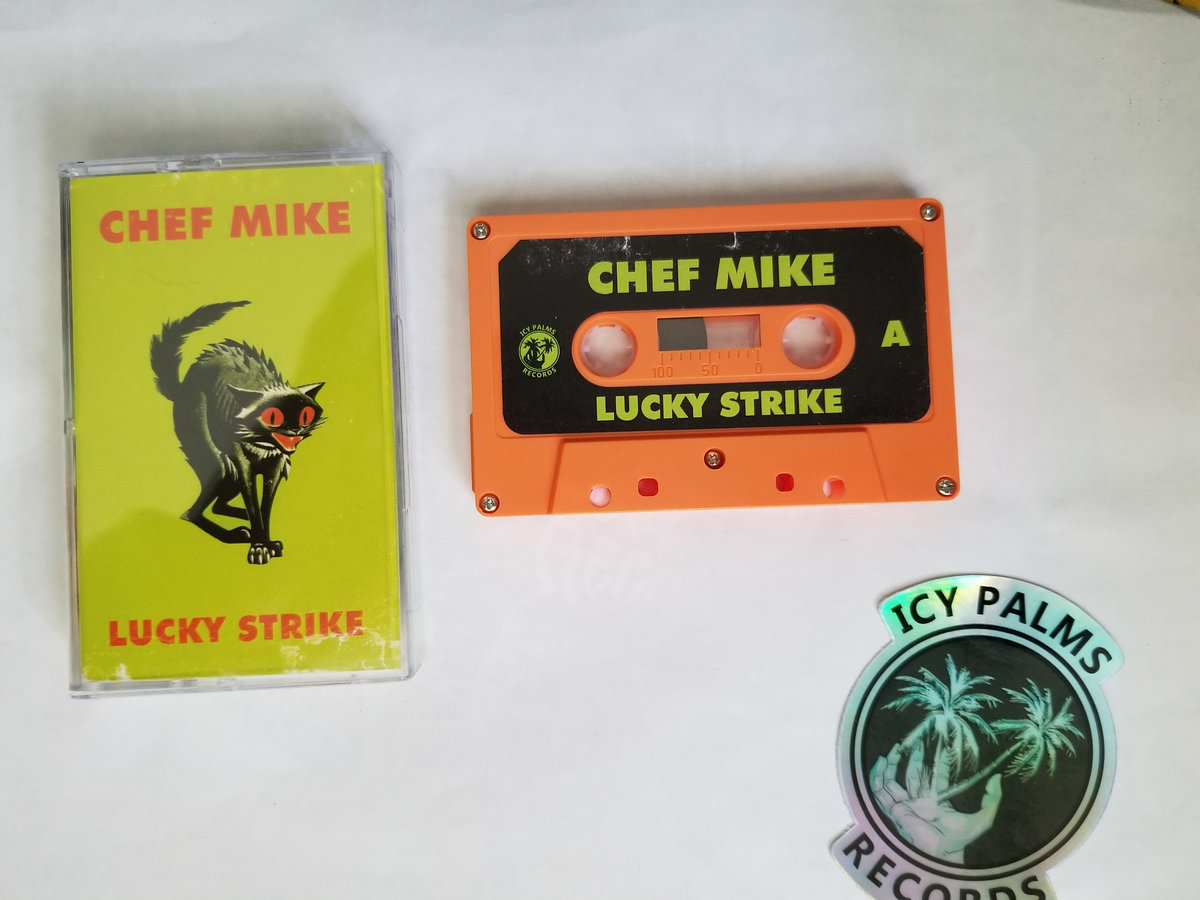 CHEF MIKE
LUCKY STRIKE
CHEF MIKE
ICY PALMS
RECORDS
A
100 50 0
LUCKY STRIKE
ICY PALMS
RECORDS